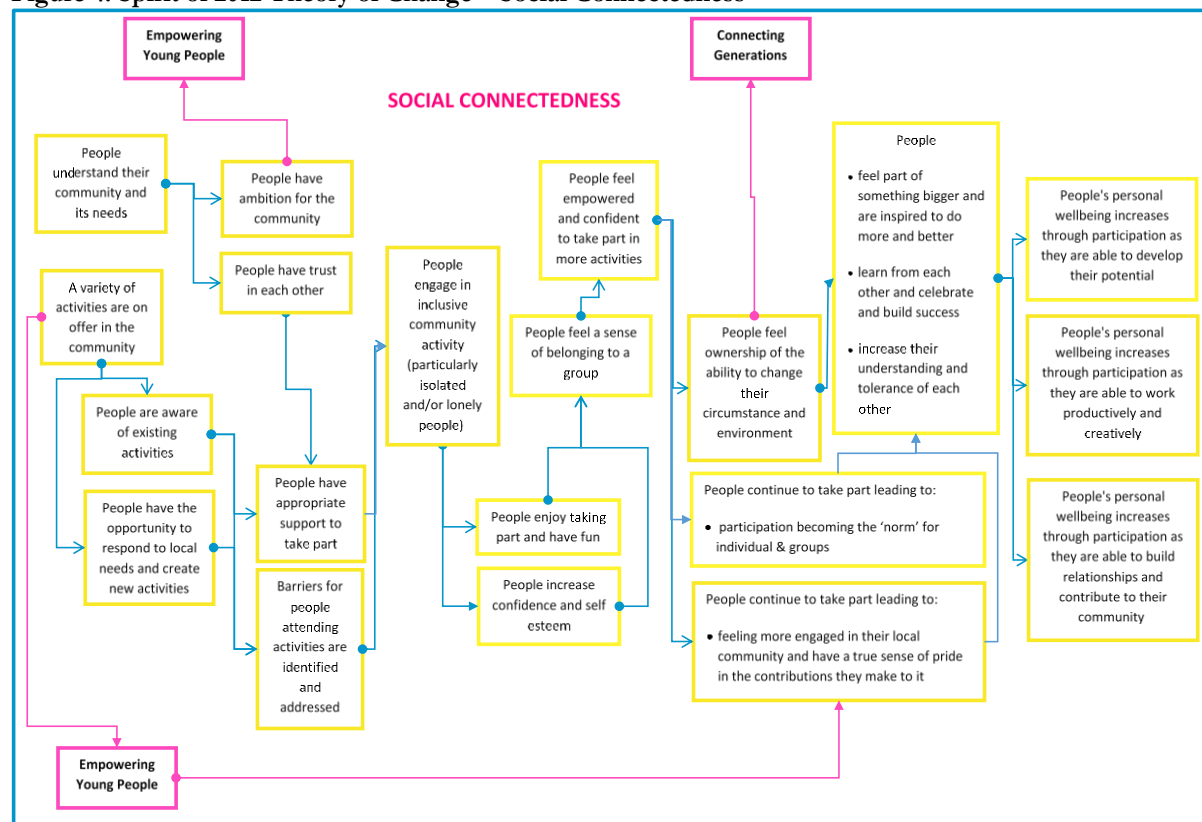 Figure 4: Spirit of 2012 Theory of Change – Social Connectedness
Empowering
Young People
Connecting
Generations
SOCIAL CONNECTEDNESS
People
understand their
community and
its needs
People have
ambition for the
community
People have trust
in each other
A variety of
activities are on
offer in the
community
People are aware
of existing
activities
People have the
opportunity to
respond to local
needs and create
new activities
People have
appropriate
support to
take part
Barriers for
people
attending
activities are
identified
and
addressed
People
engage in
inclusive
community
activity
(particularly
isolated
and/or lonely
people)
People feel
empowered
and confident
to take part in
more activities
People feel a sense
of belonging to a
group
People enjoy taking
part and have fun
People increase
confidence and self
esteem
People feel
ownership of the
ability to change
their
circumstance and
environment
People continue to take part leading to:
• participation becoming the ‘norm’ for
individual & groups
People continue to take part leading to:
• feeling more engaged in their local
community and have a true sense of pride
in the contributions they make to it
People
• feel part of
something bigger and
are inspired to do
more and better
• learn from each
other and celebrate
and build success
• increase their
understanding and
tolerance of each
other
People's personal
wellbeing increases
through participation as
they are able to develop
their potential
People's personal
wellbeing increases
through participation as
they are able to work
productively and
creatively
People's personal
wellbeing increases
through participation as
they are able to build
relationships and
contribute to their
community
Empowering
Young People